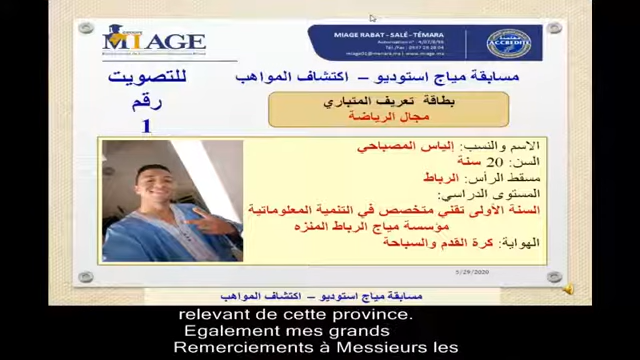 MIAGE
MIAGE RABAT - SALÉ - TÉMARA
ACCREDITÉ
مسابقة مياج استوديو – اكتشاف المواهب
للتصويت
رقم
1
بطاقة تعريف المتباري
مجال الرياضة
الاسم والنسب: إلياس المصباحي
السن: 20 سنة
مسقط الرأس: الرباط
المستوى الدراسي:
السنة الأولى تقني متخصص في التنمية المعلوماتية
مؤسسة مياج الرباط المنزه
الهواية: كرة القدم والسباحة
5/29/2020
مسابقة مياج استوديو – اكتشاف المواهب
relevant de cette province.
Egalement mes grands
Remerciements à Messieurs les